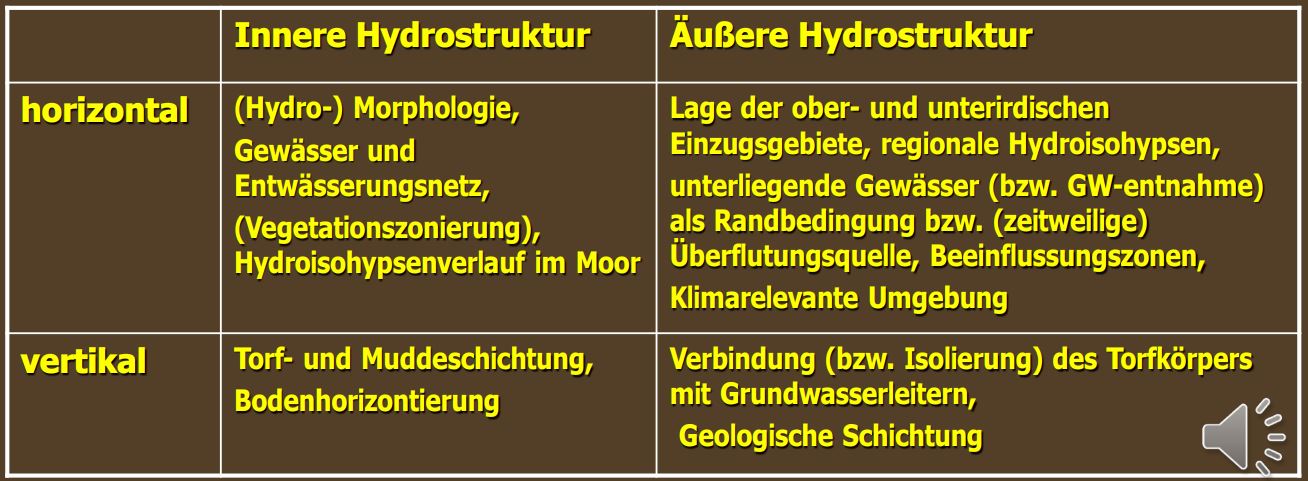 Innere Hydrostruktur
Äußere Hydrostruktur
horizontal
(Hydro-) Morphologie,
Gewässer und
Entwässerungsnetz,
(Vegetationszonierung),
Hydroisohypsenverlauf im Moor
Lage der ober- und unterirdischen
Einzugsgebiete, regionale Hydroisohypsen,
unterliegende Gewässer (bzw. GW-entnahme)
als Randbedingung bzw. (zeitweilige)
Überflutungsquelle, Beeinflussungszonen,
Klimarelevante Umgebung
vertikal
Torf- und Muddeschichtung,
Bodenhorizontierung
Verbindung (bzw. Isolierung) des Torfkörpers
mit Grundwasserleitern,
Geologische Schichtung